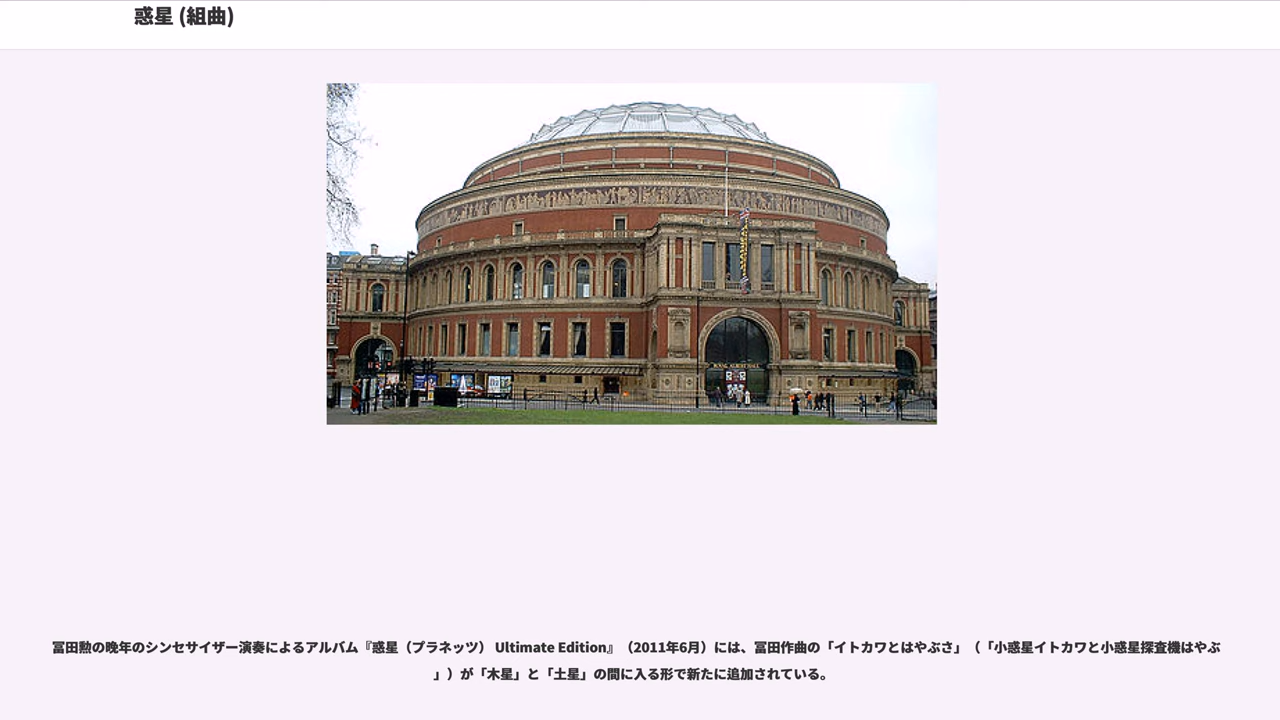 惑星 (組曲)
ROYAL ALBERT HALL
冨田勲の晩年のシンセサイザー演奏によるアルバム『惑星（プラネッツ） Ultimate Edition』（2011年6月）には、冨田作曲の「イトカワとはやぶさ」（「小惑星イトカワと小惑星探査機はやぶ
」）が「木星」と「土星」の間に入る形で新たに追加されている。